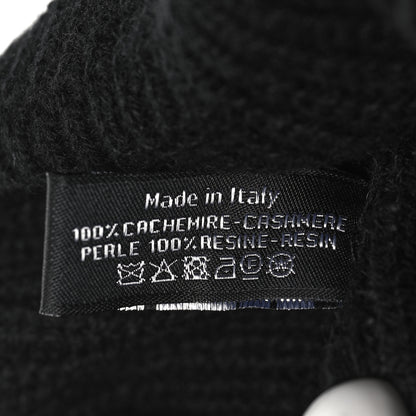 Made in Italy
100% CACHEMIRE-CASHMERE
PERLE 100% RESINE-RESIN